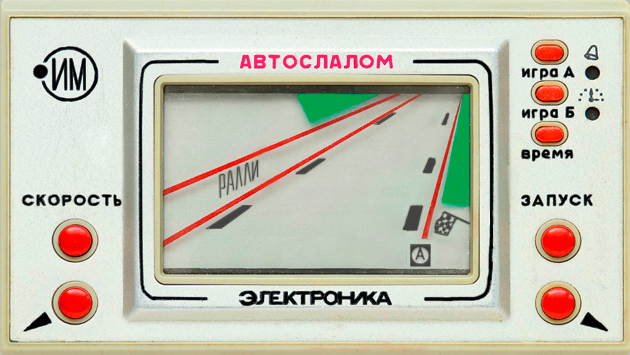 ИМ
АВТОСЛАЛОМ
игра А
игра Б
время
РАЛЛИ
СКОРОСТЬ
ЗАПУСК
А
ЭЛЕКТРОНИКА